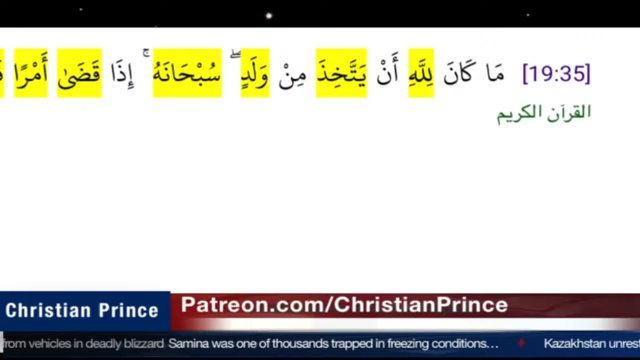 [19:35] مَا كَانَ لِلَّهِ أَنْ يَتَّخِذَ مِنْ وَلَدٍ ۖ سُبْحَانَهُ ۚ إِذَا قَضَىٰ أَمْرًا
القرآن الكريم
Christian Prince
Patreon.com/ChristianPrince
from vehicles in deadly blizzard Samina was one of thousands trapped in freezing conditions... + Kazakhstan unres